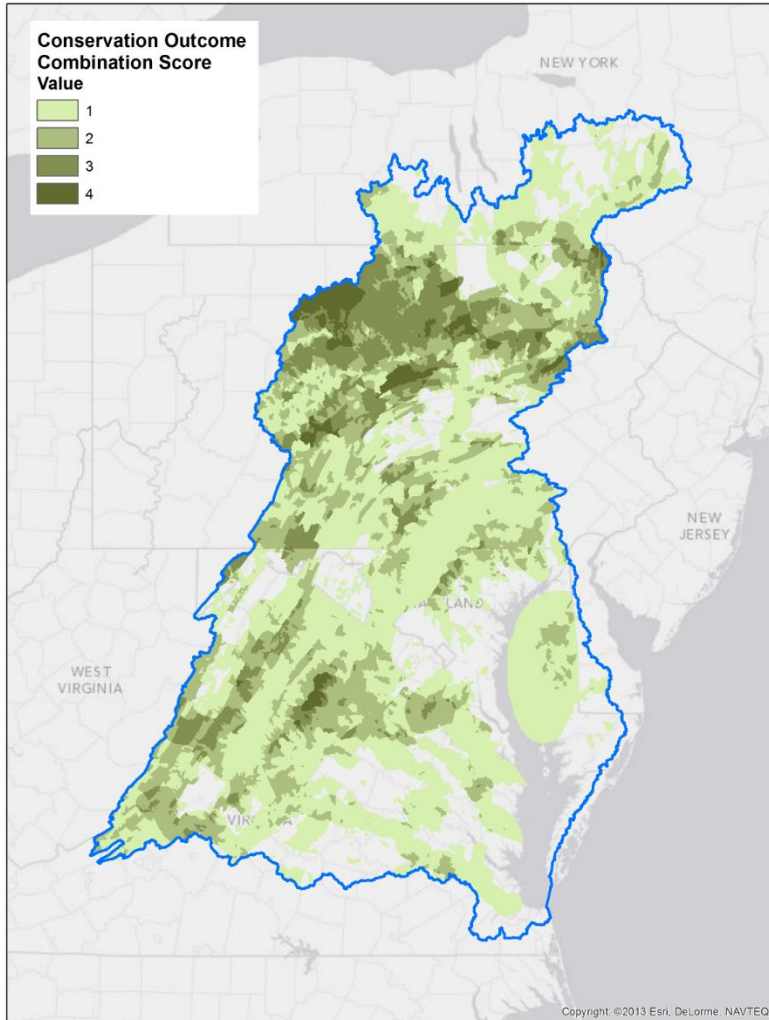 Conservation Outcome
Combination Score
Value
1
2
3
4
NEW YORK
NEW
JERSEY
WEST
VIRGINIA
Copyright: ©2013 Esri, DeLorme, NAVTEQ